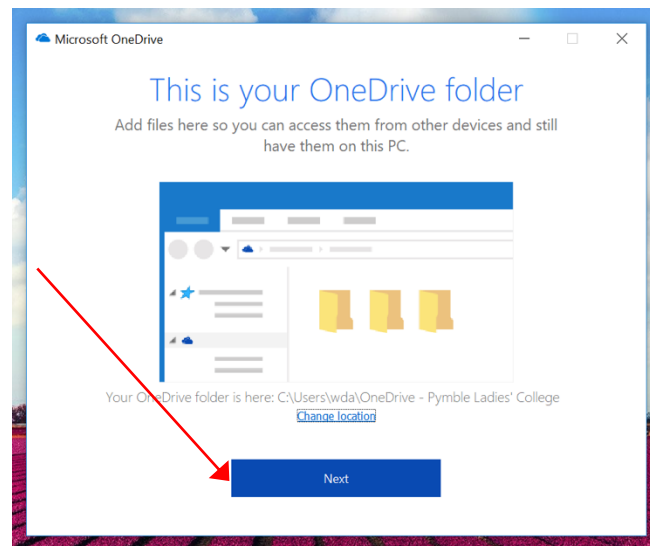 Microsoft OneDrive
This is your OneDrive folder
Add files here so you can access them from other devices and still
have them on this PC.
Your OneDrive folder is here: C:\Users\wda\OneDrive - Pymble Ladies' College
Change location
Next